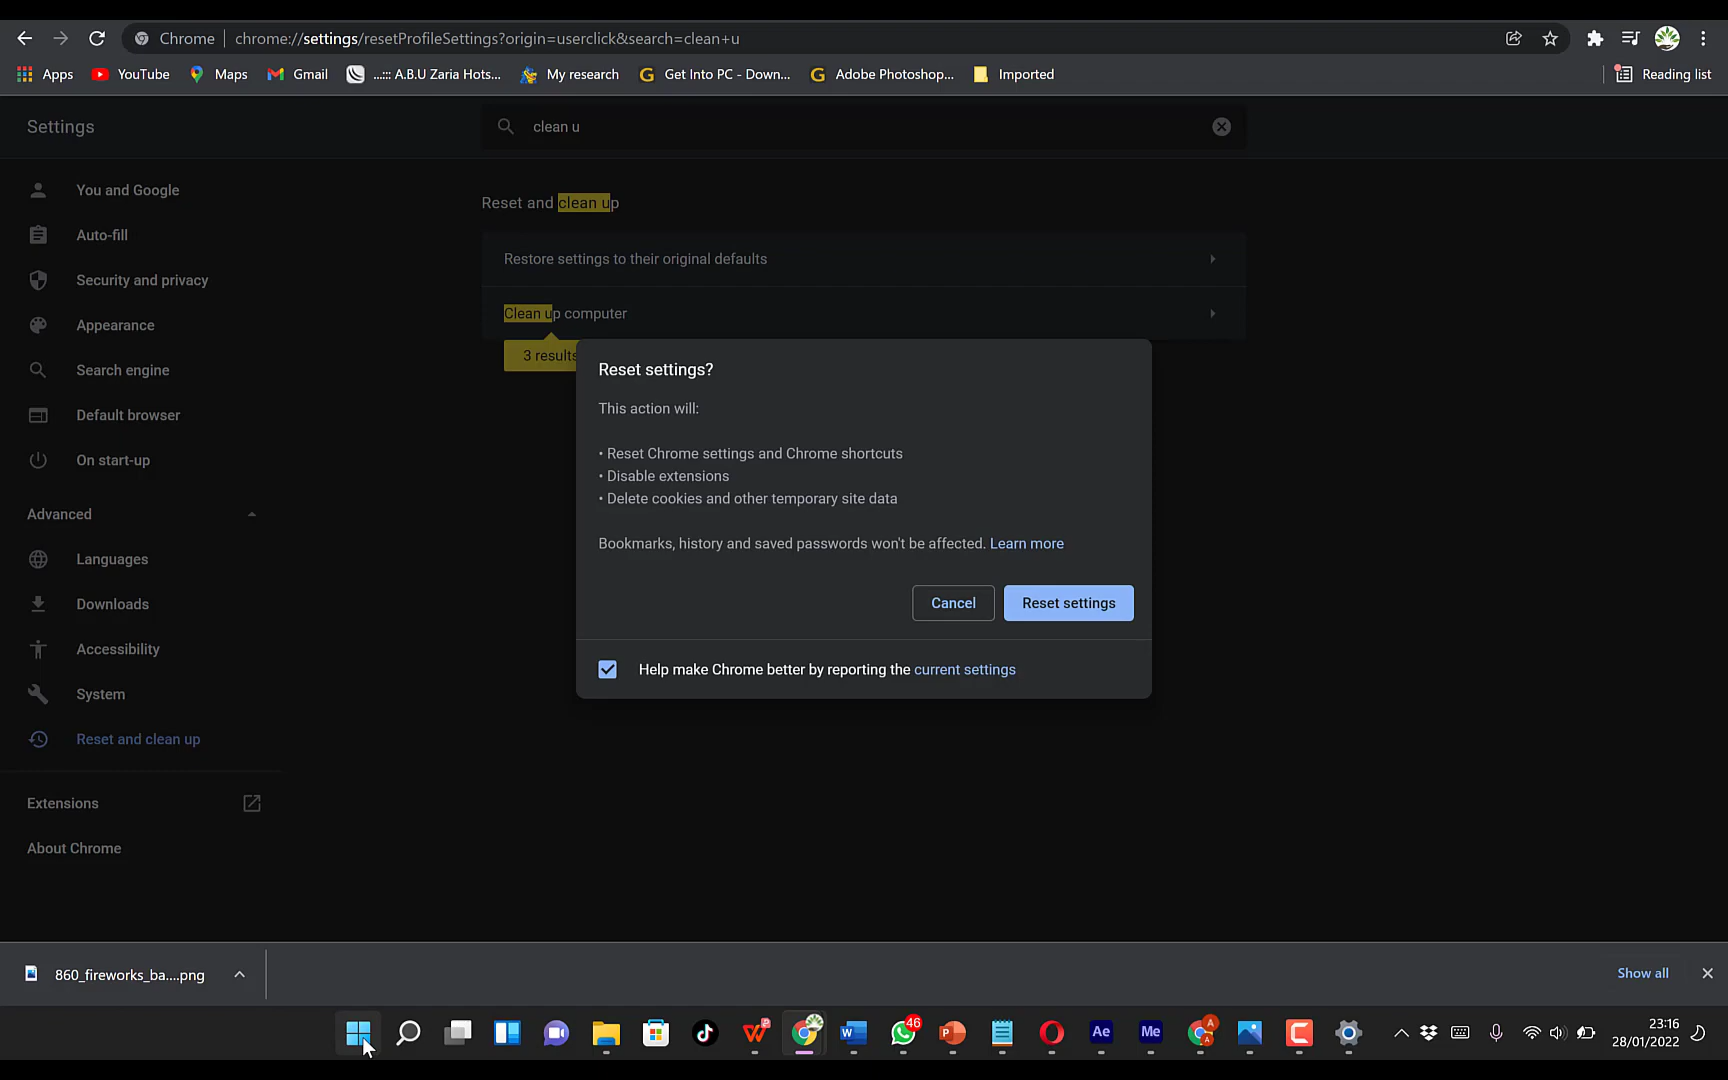 Chrome
chrome://settings/resetProfileSettings?origin=userclick&search=clean+u
Apps
YouTube
Maps
Gmail
...::: A.B.U Zaria Hots...
My research
Get Into PC - Down...
Adobe Photoshop...
Imported
Reading list
Settings
clean u
You and Google
Auto-fill
Security and privacy
Appearance
Search engine
Default browser
On start-up
Advanced
Languages
Downloads
Accessibility
System
Reset and clean up
Extensions
About Chrome
Reset and clean up
Restore settings to their original defaults
Clean up computer
3 results
Reset settings?
This action will:
• Reset Chrome settings and Chrome shortcuts
• Disable extensions
• Delete cookies and other temporary site data
Bookmarks, history and saved passwords won't be affected. Learn more
Cancel
Reset settings
Help make Chrome better by reporting the current settings
860_fireworks_ba....png
Show all
46
Ae
Me
A
A
23:16
28/01/2022